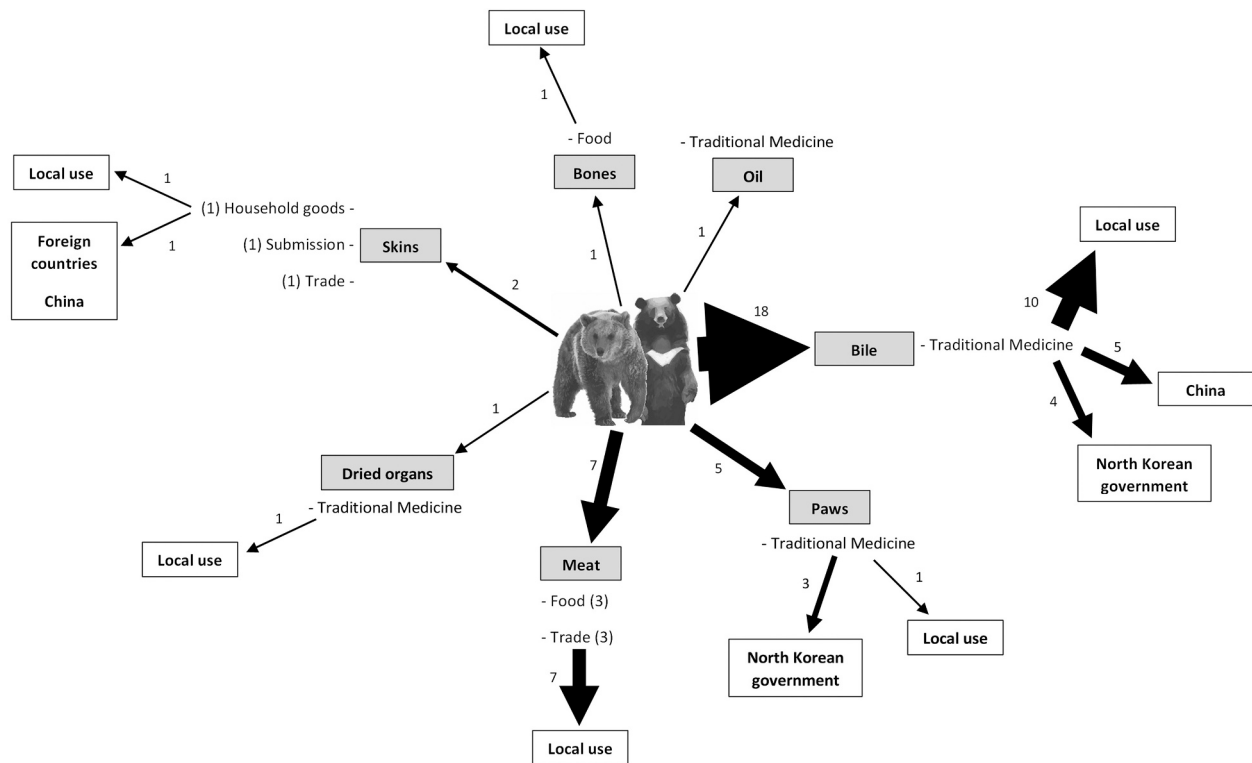 Local use
1
- Food
Bones
1
- Traditional Medicine
Oil
1
Local use
1
Foreign
countries
China
1
(1) Household goods -
(1) Submission -
(1) Trade -
Skins
2
18
Bile
- Traditional Medicine
10
Local use
5
China
4
North Korean
government
1
Dried organs
- Traditional Medicine
1
Local use
7
Meat
- Food (3)
- Trade (3)
7
Local use
5
Paws
- Traditional Medicine
3
North Korean
government
1
Local use